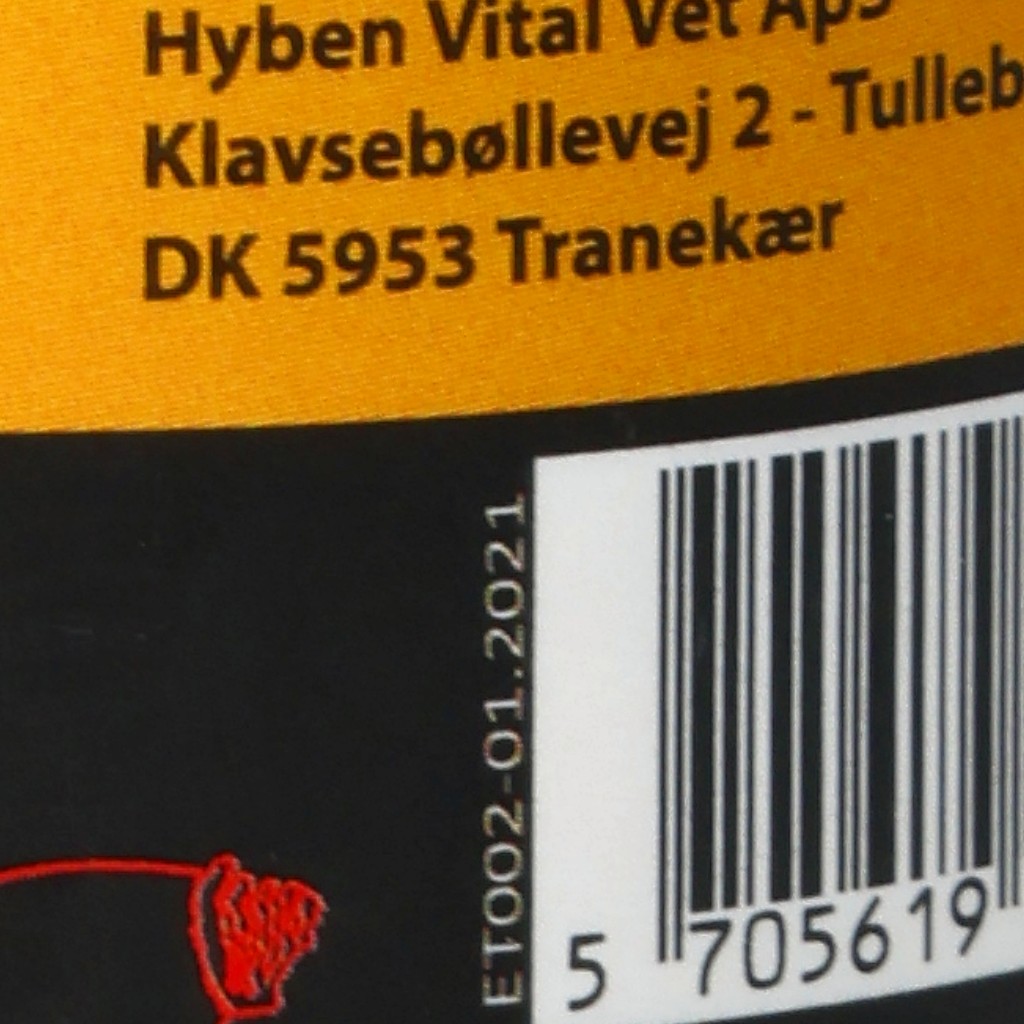 Hyben Vital Vet ApS
Klavsebøllevej 2 - Tulleb
DK 5953 Tranekær
ET002-01.2021
5 705619